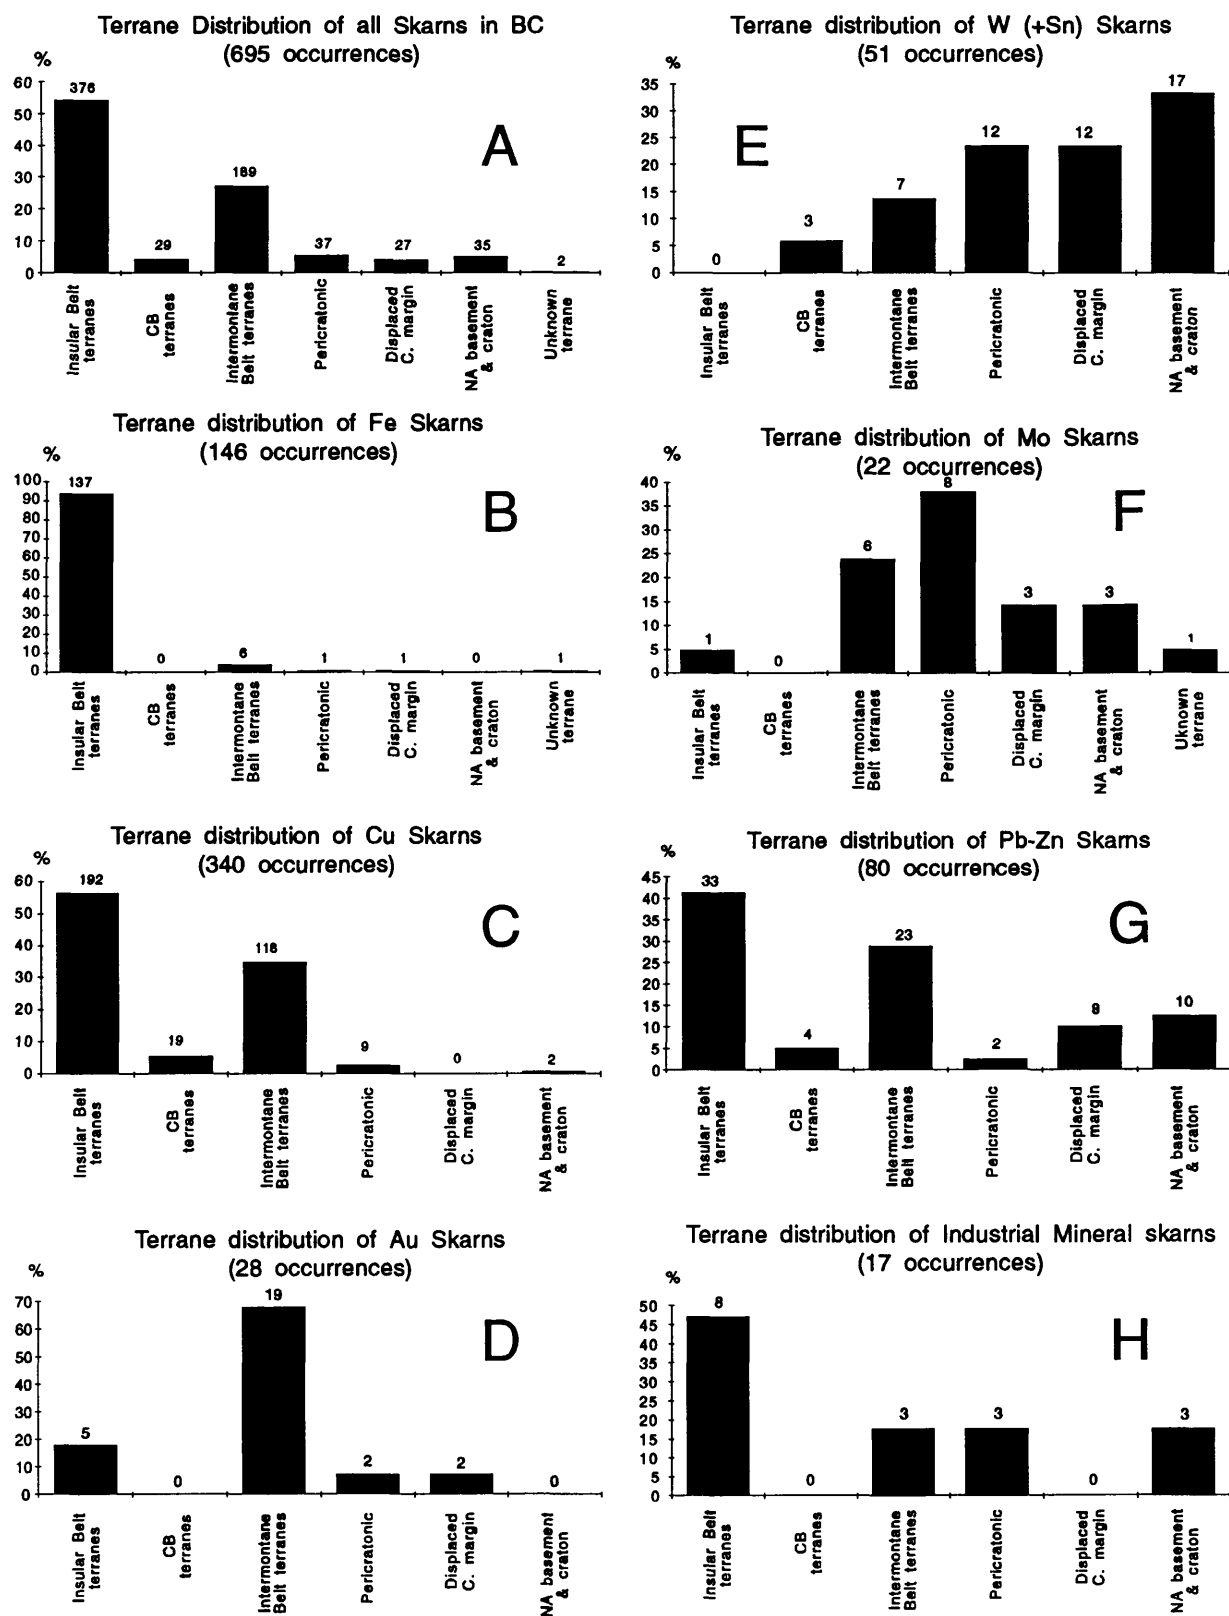 Terrane Distribution of all Skarns in BC
(695 occurrences)
%
60
50
40
30
20
10
0
376
29
189
37
27
35
2
A
Insular Belt
terranes
CB
terranes
Intermontane
Belt terranes
Pericratonic
Displaced
C. margin
NA basement
& craton
Unknown
terrane
Terrane distribution of Fe Skarns
(146 occurrences)
%
100
90
80
80
70
60
50
40
30
20
10
0
137
0
6
1
1
0
1
B
Insular Belt
terranes
CB
terranes
Intermontane
Belt terranes
Pericratonic
Displaced
C. margin
NA basement
& craton
Unknown
terrane
Terrane distribution of Cu Skarns
(340 occurrences)
%
60
50
40
30
20
10
0
192
19
118
9
0
2
C
Insular Belt
terranes
CB
terranes
Intermontane
Belt terranes
Pericratonic
Displaced
C. margin
NA basement
& craton
Terrane distribution of Au Skarns
(28 occurrences)
%
70
60
50
40
30
20
10
0
5
0
19
2
2
0
D
Insular Belt
terranes
CB
terranes
Intermontane
Belt terranes
Pericratonic
Displaced
C. margin
NA basement
& craton
Terrane distribution of W (+Sn) Skarns
(51 occurrences)
%
35
30
25
20
15
10
5
0
0
3
7
12
12
17
E
Insular Belt
terranes
CB
terranes
Intermontane
Belt terranes
Pericratonic
Displaced
C. margin
NA basement
& craton
Terrane distribution of Mo Skarns
(22 occurrences)
%
40
35
30
25
20
15
10
5
0
1
0
6
8
3
3
1
F
Insular Belt
terranes
CB
terranes
Intermontane
Belt terranes
Pericratonic
Displaced
C. margin
NA basement
& craton
Uknown
terrane
Terrane distribution of Pb-Zn Skarns
(80 occurrences)
%
45
40
35
30
25
20
15
10
5
0
33
4
23
2
8
10
G
Insular Belt
terranes
CB
terranes
Intermontane
Belt terranes
Pericratonic
Displaced
C. margin
NA basement
& craton
Terrane distribution of Industrial Mineral skarns
(17 occurrences)
%
50
45
40
35
30
25
20
15
10
5
0
8
0
3
3
0
3
H
Insular Belt
terranes
CB
terranes
Intermontane
Belt terranes
Pericratonic
Displaced
C. margin
NA basement
& craton